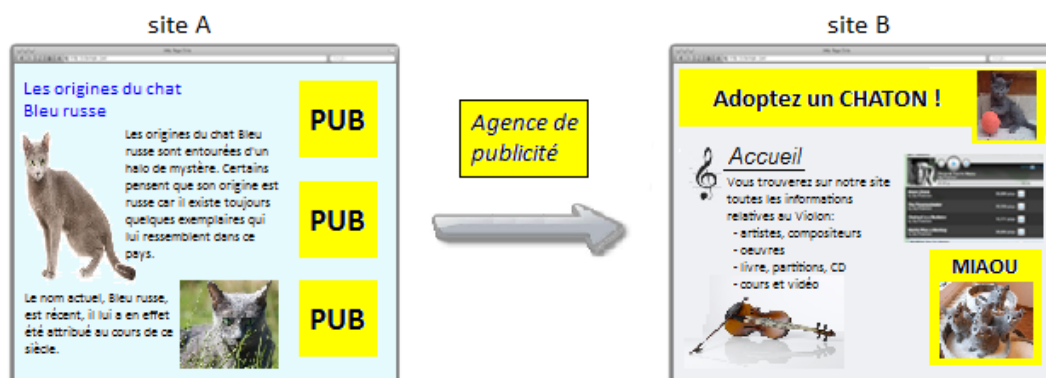 site A
site B
Les origines du chat
Bleu russe
PUB
Les origines du chat Bleu
russe sont entourées d'un
halo de mystère. Certains
pensent que son origine est
russe car il existe toujours
quelques exemplaires qui
lui ressemblent dans ce
pays.
PUB
Le nom actuel, Bleu russe,
est récent, il lui a en effet
été attribué au cours de ce
siècle.
PUB
Agence de
publicité
Adoptez un CHATON !
Accueil
Vous trouverez sur notre site
toutes les informations
relatives au Violon:
- artistes, compositeurs
- oeuvres
- livre, partitions, CD
- cours et vidéo
MIAOU